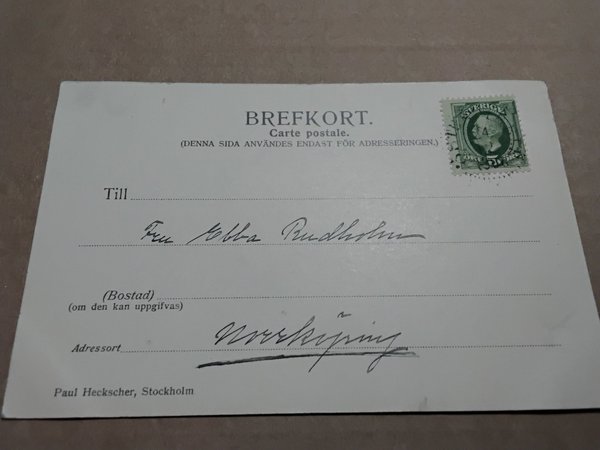 BREFKORT.
Carte postale.
(DENNA SIDA ANVÄNDES ENDAST FÖR ADRESSERINGEN.)
SVERIGE
Till
Fru Ebba Rudholm
(Bostad)
(om den kan uppgifvas)
Adressort
Norrköping
Paul Heckscher, Stockholm